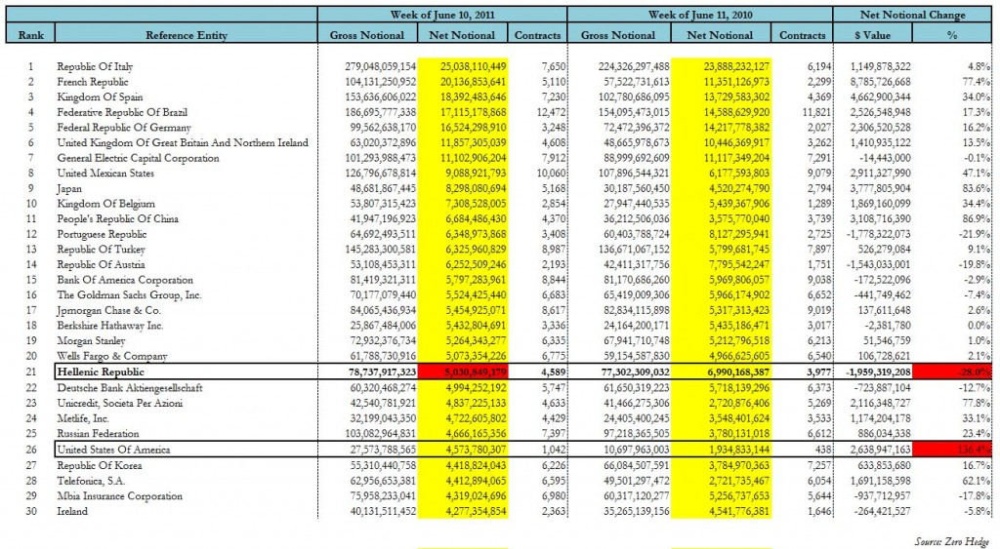 Week of June 10, 2011 Week of June 11, 2010 Net Notional Change
Rank Reference Entity Gross Notional Net Notional Contracts Gross Notional Net Notional Contracts $ Value %
1 Republic Of Italy 279,048,059,154 25,038,110,449 7,650 224,326,297,488 23,888,232,127 6,194 1,149,878,322 4.8%
2 French Republic 104,131,250,952 20,136,853,641 5,110 57,522,731,613 11,351,126,973 2,299 8,785,726,668 77.4%
3 Kingdom Of Spain 153,636,606,022 18,392,483,646 7,230 102,780,686,095 13,729,583,302 4,369 4,662,900,344 34.0%
4 Federative Republic Of Brazil 186,695,777,338 17,115,178,868 12,472 154,095,473,015 14,588,629,920 11,821 2,526,548,948 17.3%
5 Federal Republic Of Germany 99,562,638,170 16,524,298,910 3,248 72,472,396,372 14,217,778,382 2,027 2,306,520,528 16.2%
6 United Kingdom Of Great Britain And Northern Ireland 63,020,372,896 11,857,305,039 4,608 48,665,978,673 10,446,369,917 3,262 1,410,935,122 13.5%
7 General Electric Capital Corporation 101,293,988,473 11,102,906,204 7,912 88,999,692,609 11,117,349,204 7,291 -14,443,000 -0.1%
8 United Mexican States 126,796,678,814 9,088,921,793 10,060 107,896,544,321 6,177,593,803 9,079 2,911,327,990 47.1%
9 Japan 48,681,867,445 8,298,080,694 5,168 30,187,560,450 4,520,274,790 2,794 3,777,805,904 83.6%
10 Kingdom Of Belgium 53,807,315,423 7,308,528,005 2,854 27,947,440,535 5,439,367,906 1,289 1,869,160,099 34.4%
11 People's Republic Of China 41,947,196,923 6,684,486,430 4,370 36,212,506,036 3,575,770,040 3,739 3,108,716,390 86.9%
12 Portuguese Republic 64,692,493,511 6,348,973,868 3,408 60,403,788,724 8,127,295,941 2,725 -1,778,322,073 -21.9%
13 Republic Of Turkey 145,283,300,581 6,325,960,829 8,987 136,671,067,152 5,799,681,745 7,897 526,279,084 9.1%
14 Republic Of Austria 53,108,453,311 6,252,509,246 2,193 42,411,317,756 7,795,542,247 1,751 -1,543,033,001 -19.8%
15 Bank Of America Corporation 81,419,321,311 5,797,283,961 8,844 81,170,686,260 5,969,806,057 9,038 -172,522,096 -2.9%
16 The Goldman Sachs Group, Inc. 70,177,079,440 5,524,425,440 6,683 65,419,009,306 5,966,174,902 6,652 -441,749,462 -7.4%
17 Jpmorgan Chase & Co. 84,065,436,934 5,454,925,071 8,617 82,834,115,898 5,317,313,423 9,019 137,611,648 2.6%
18 Berkshire Hathaway Inc. 25,867,484,006 5,432,804,691 3,336 24,164,200,171 5,435,186,471 3,017 -2,381,780 0.0%
19 Morgan Stanley 72,932,376,734 5,264,343,277 6,335 67,941,710,748 5,212,796,518 6,213 51,546,759 1.0%
20 Wells Fargo & Company 61,788,730,916 5,073,354,226 6,775 59,154,587,830 4,966,625,605 6,540 106,728,621 2.1%
21 Hellenic Republic 78,737,917,323 5,030,849,179 4,589 77,302,309,032 6,990,168,387 3,977 -1,959,319,208 -28.0%
22 Deutsche Bank Aktiengesellschaft 60,320,468,274 4,994,252,192 5,747 61,650,319,223 5,718,139,296 6,373 -723,887,104 -12.7%
23 Unicredit, Societa Per Azioni 42,540,781,921 4,837,225,133 4,633 41,466,275,306 2,720,876,406 5,269 2,116,348,727 77.8%
24 Metlife, Inc. 32,199,043,350 4,722,605,802 4,429 24,405,400,245 3,548,401,624 3,533 1,174,204,178 33.1%
25 Russian Federation 103,082,964,831 4,666,165,356 7,397 97,218,365,505 3,780,131,018 6,612 886,034,338 23.4%
26 United States Of America 27,573,788,565 4,573,780,307 1,042 10,697,963,003 1,934,833,144 438 2,638,947,163 136.4%
27 Republic Of Korea 55,310,440,758 4,418,824,043 6,226 66,084,507,591 3,784,970,363 7,257 633,853,680 16.7%
28 Telefonica, S.A. 62,956,653,381 4,412,894,065 6,595 49,501,297,472 2,721,735,467 6,054 1,691,158,598 62.1%
29 Mbia Insurance Corporation 75,958,233,041 4,319,024,696 6,980 60,317,120,277 5,256,737,653 5,644 -937,712,957 -17.8%
30 Ireland 40,131,511,452 4,277,354,854 2,363 35,265,139,156 4,541,776,381 1,646 -264,421,527 -5.8%
Source: Zero Hedge